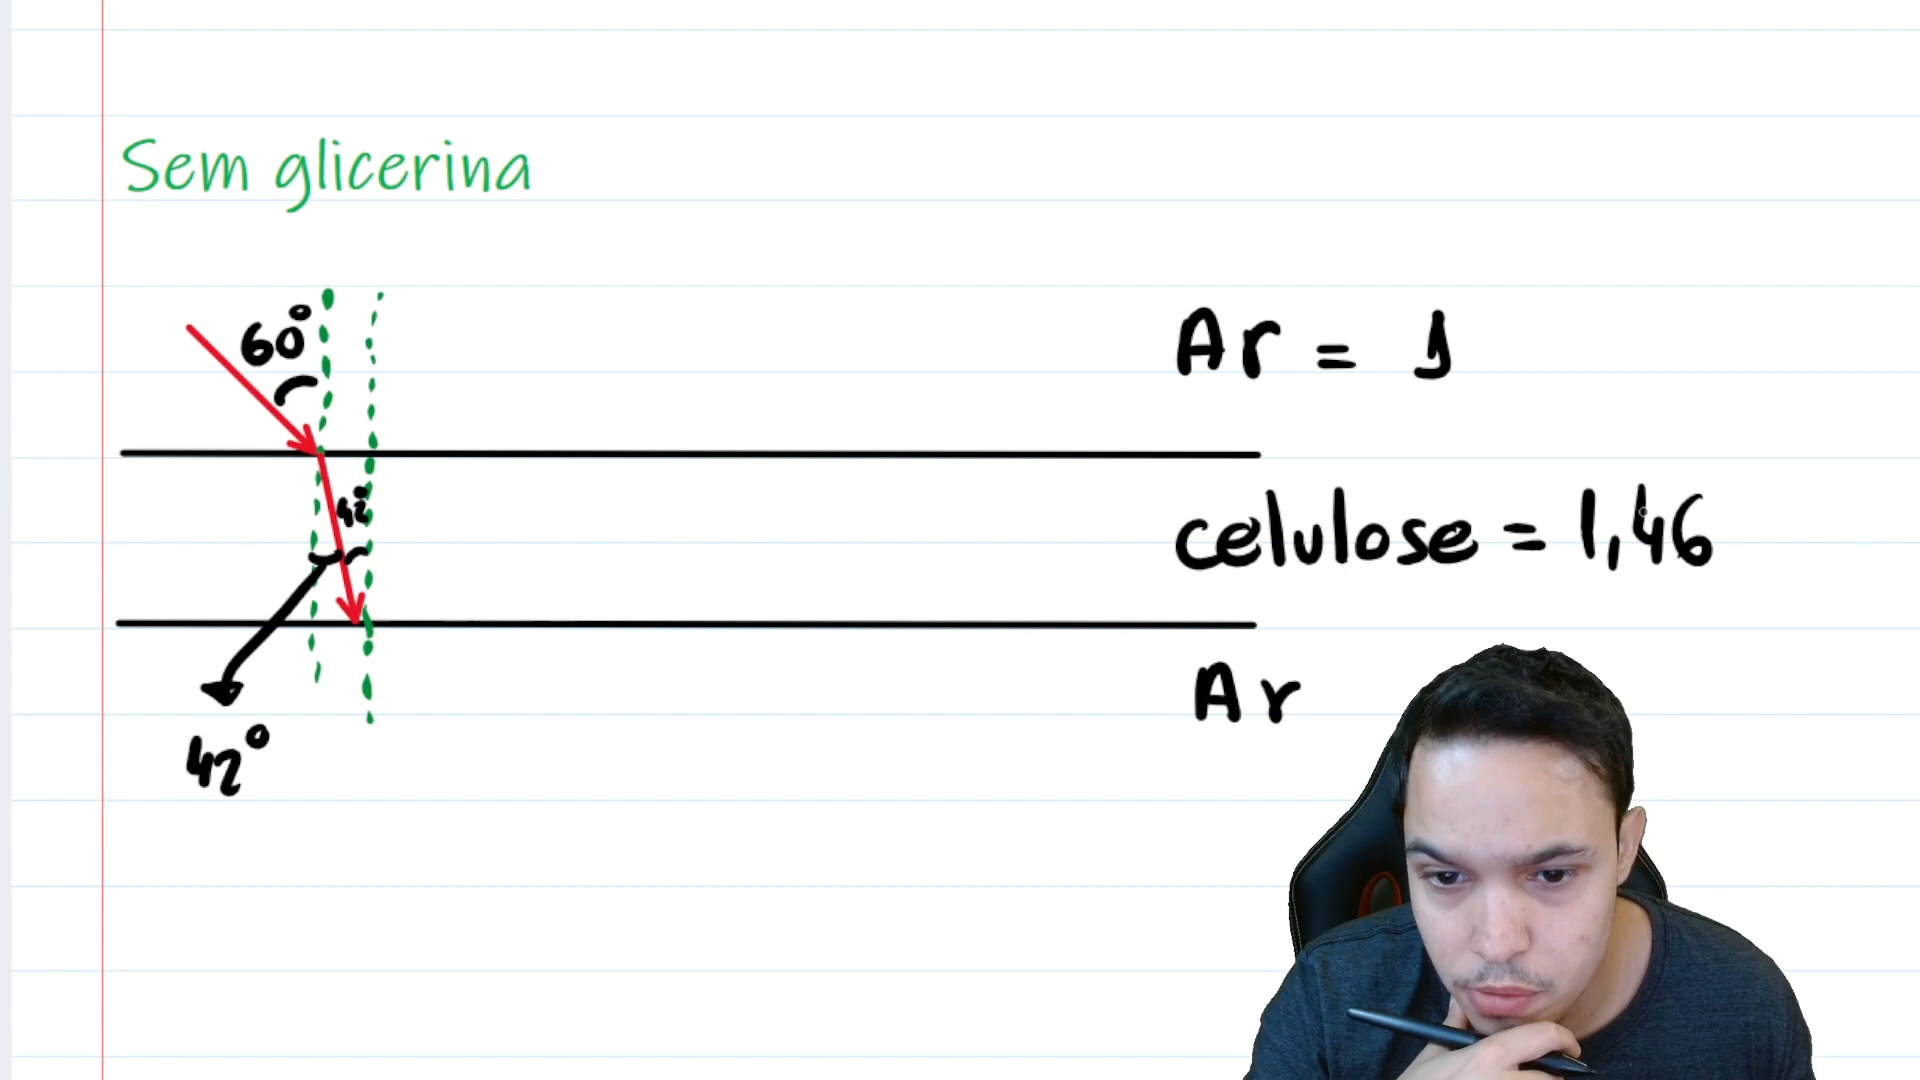 Sem glicerina
60°
Ar = 1
42°
celulose = 1,46
Ar
42°